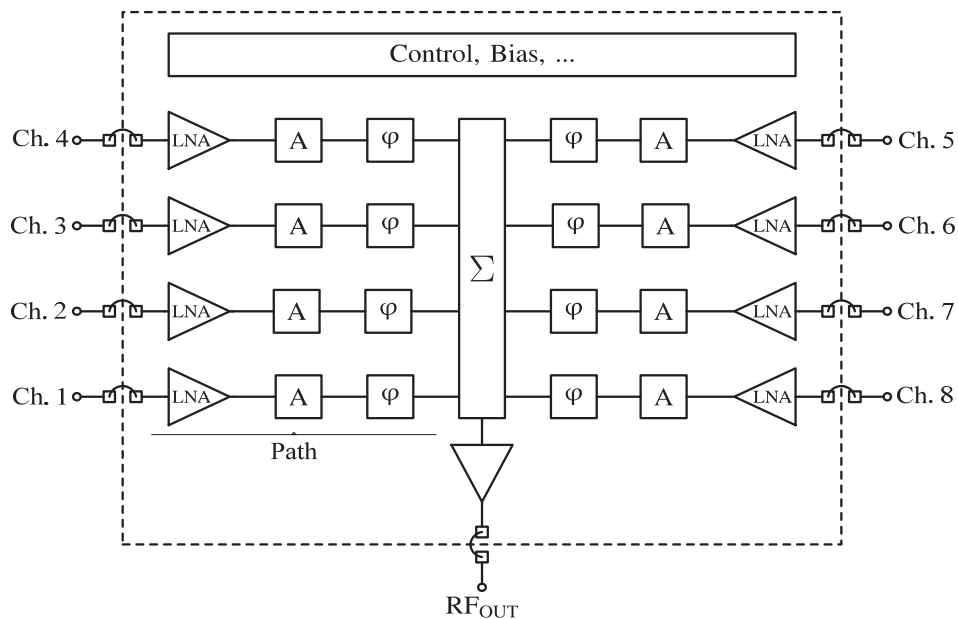 Control, Bias, ...
Ch. 4 LNA A φ φ A LNA Ch. 5
Ch. 3 LNA A φ φ A LNA Ch. 6
Σ
Ch. 2 LNA A φ φ A LNA Ch. 7
Ch. 1 LNA A φ φ A LNA Ch. 8
Path
RFOUT